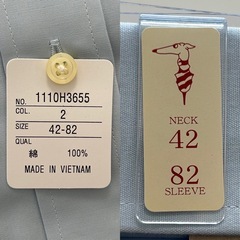 NO. 1110H3655
COL. 2
SIZE 42-82
QUAL
綿 100%
MADE IN VIETNAM
NECK
42
82
SLEEVE